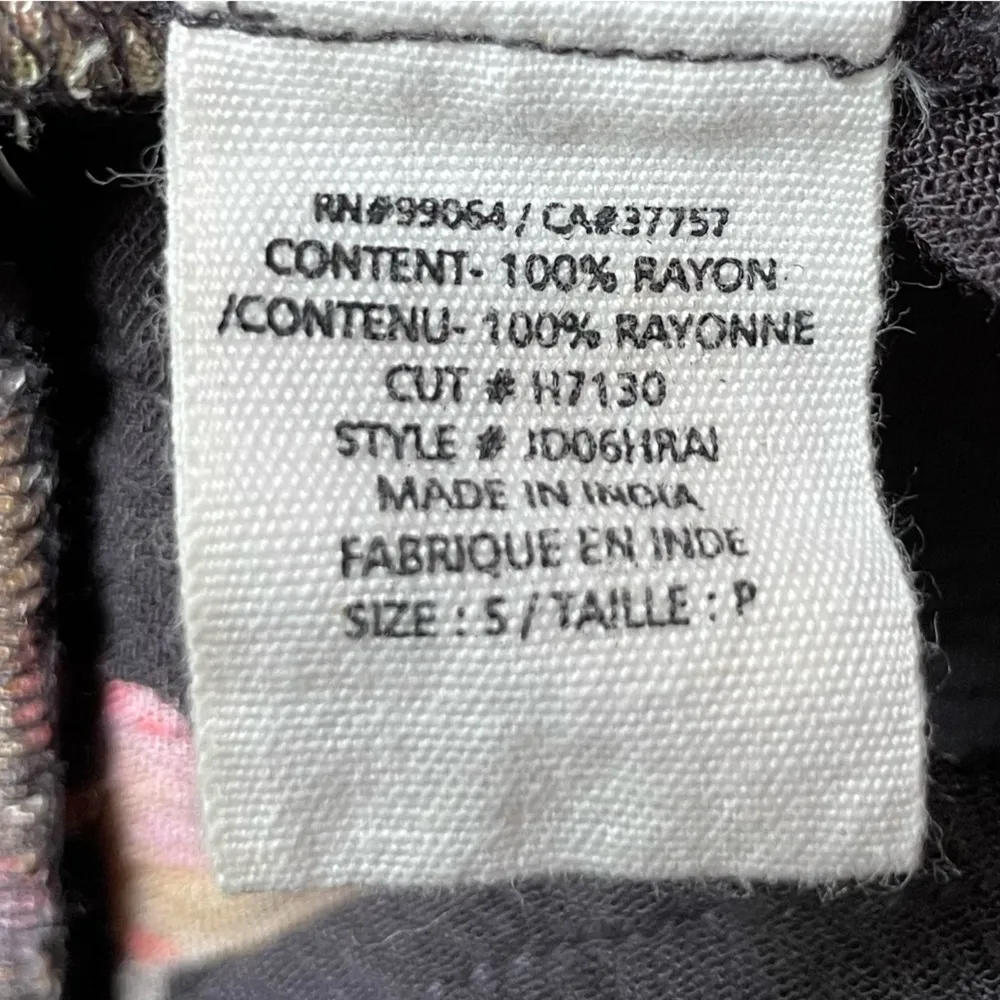 RN#99064 / CA#37757
CONTENT- 100% RAYON
/CONTENU- 100% RAYONNE
CUT # H7130
STYLE #
MADE IN INDIA
FABRIQUE EN INDE
SIZE : S / TAILLE : P